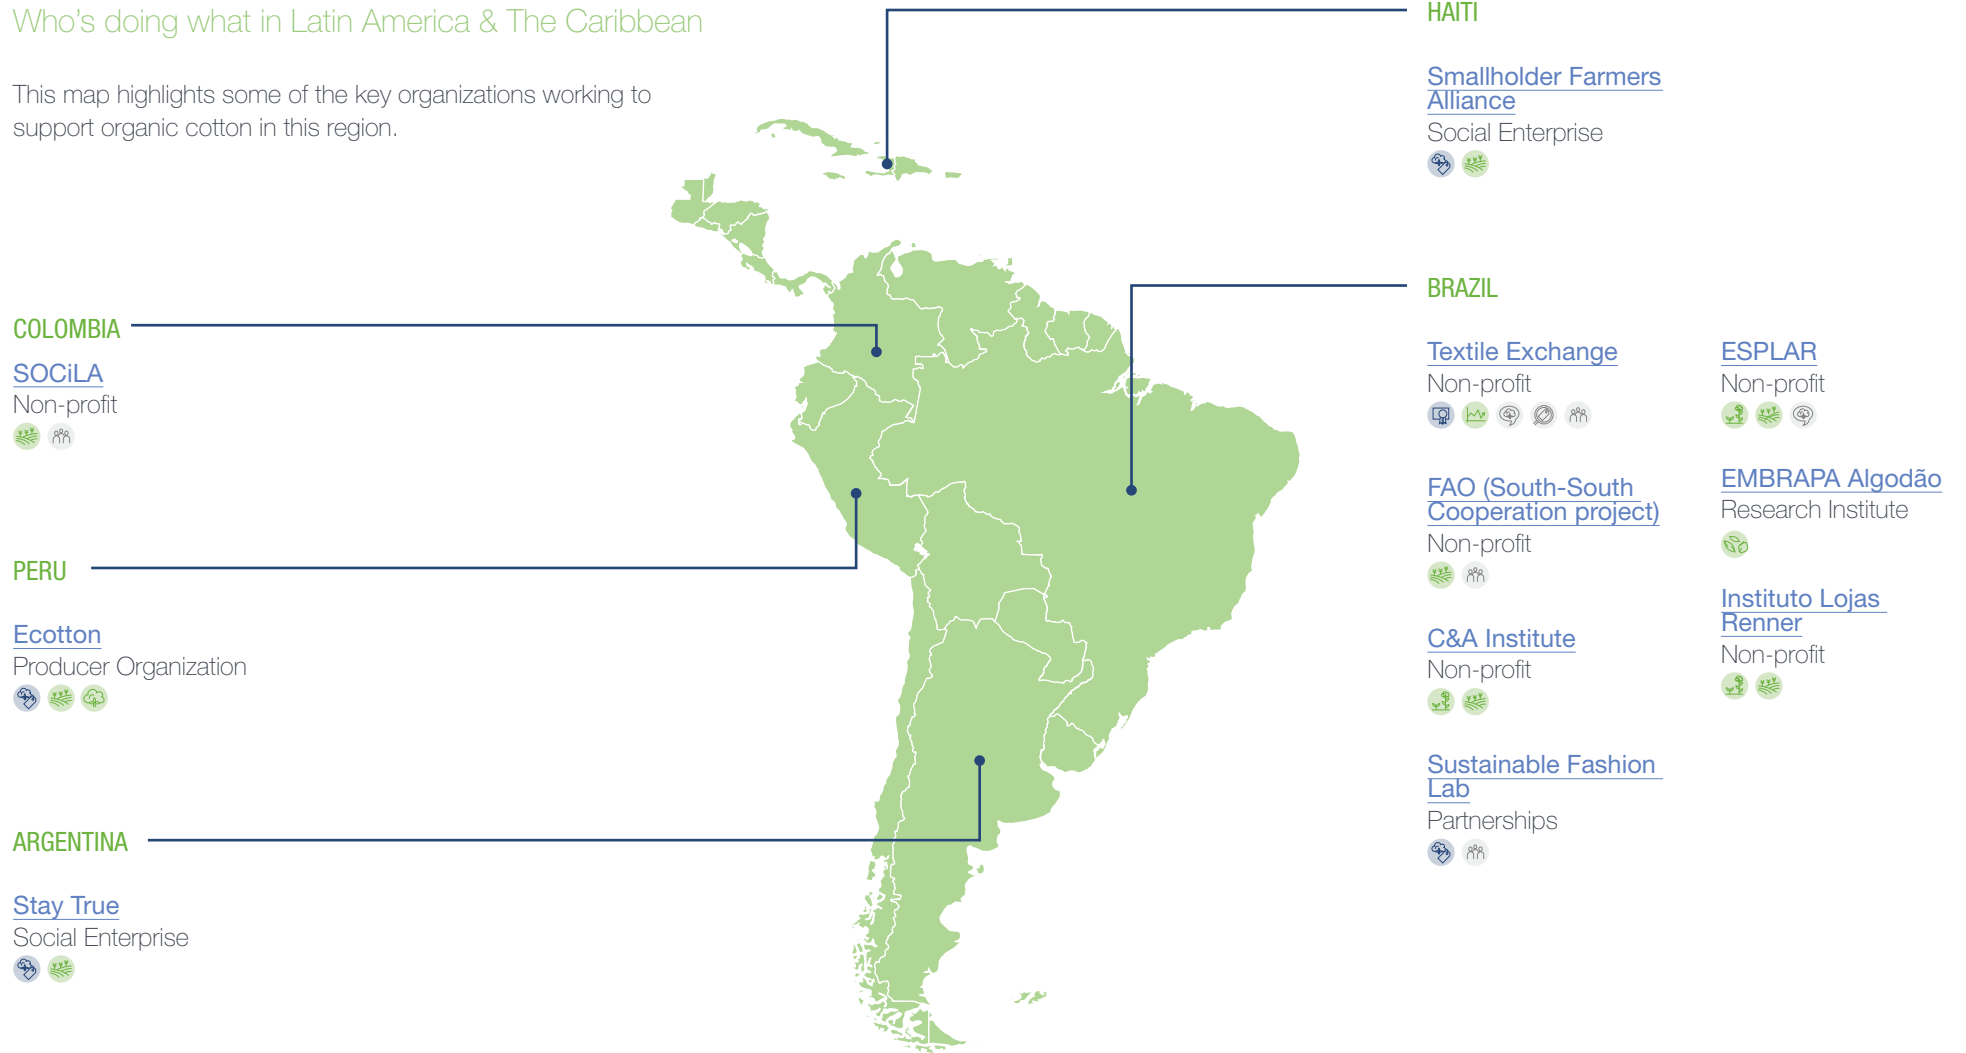 Who's doing what in Latin America & The Caribbean
This map highlights some of the key organizations working to
support organic cotton in this region.
COLOMBIA
SOCiLA
Non-profit
PERU
Ecotton
Producer Organization
ARGENTINA
Stay True
Social Enterprise
HAITI
Smallholder Farmers
Alliance
Social Enterprise
BRAZIL
Textile Exchange
Non-profit
FAO (South-South
Cooperation project)
Non-profit
C&A Institute
Non-profit
Sustainable Fashion
Lab
Partnerships
ESPLAR
Non-profit
EMBRAPA Algodão
Research Institute
Instituto Lojas
Renner
Non-profit